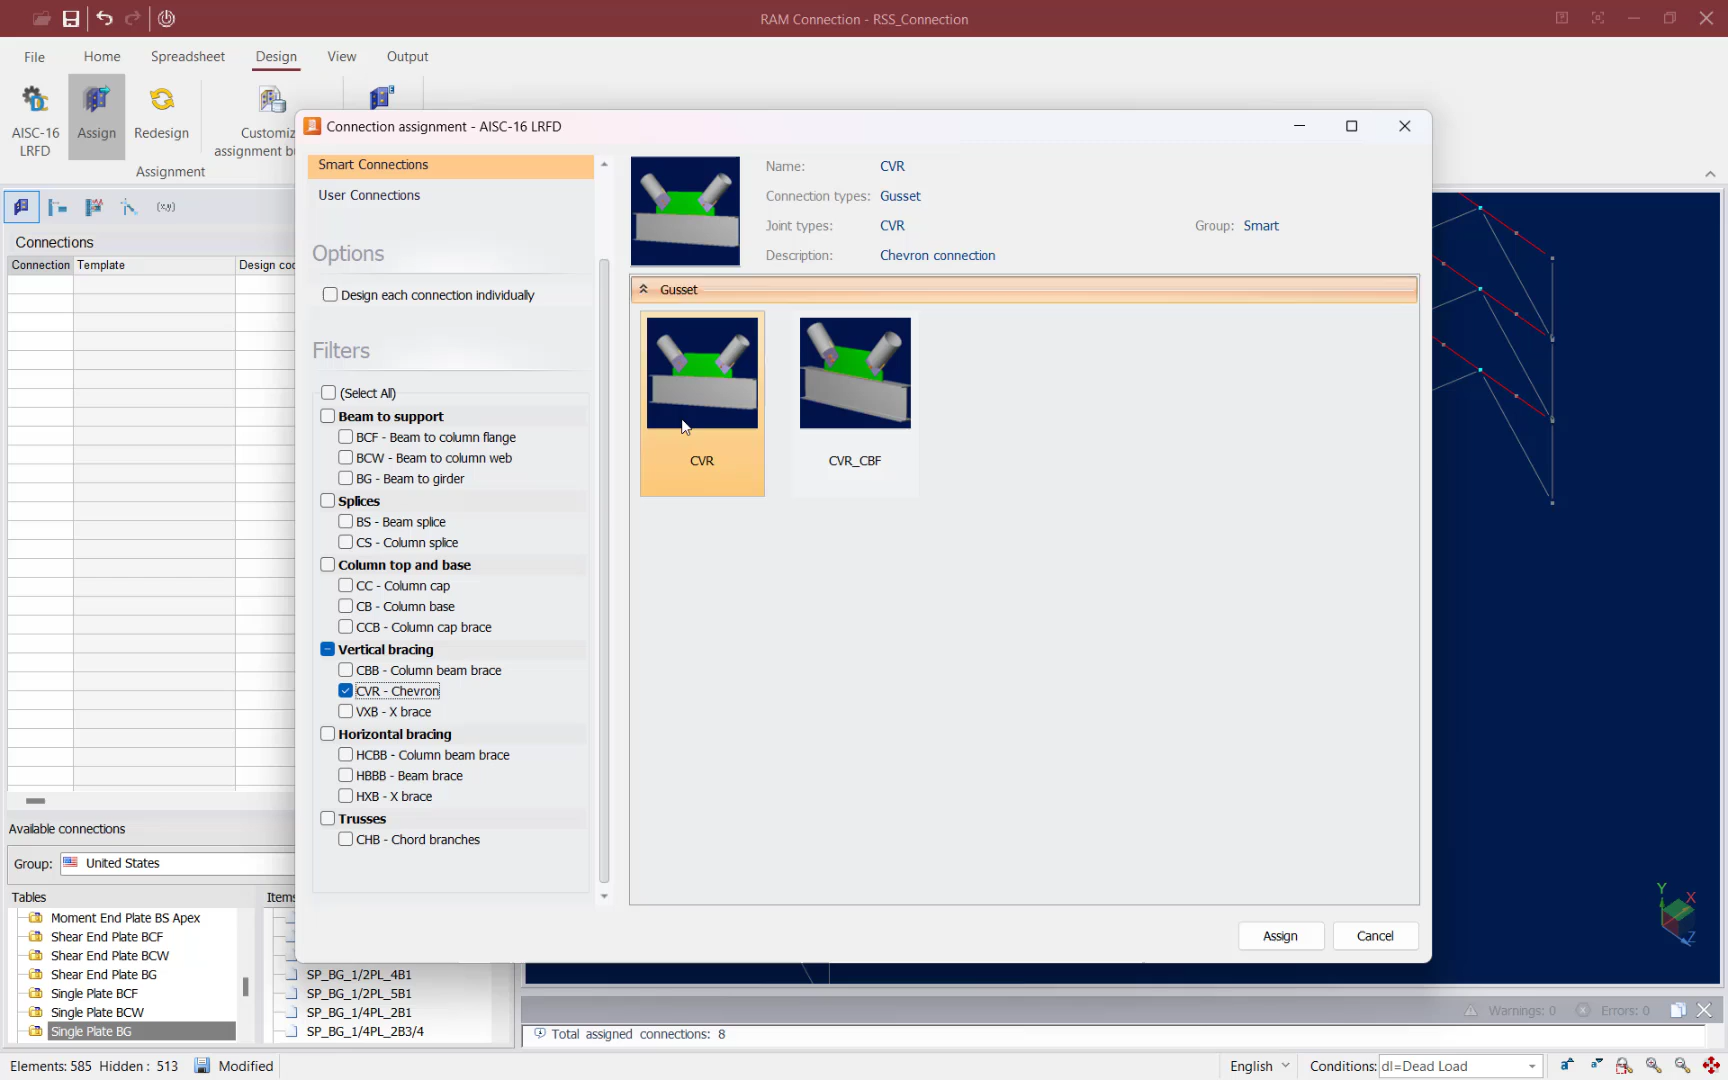 RAM Connection - RSS_Connection
File Home Spreadsheet Design View Output
AISC-16 LRFD
Assign
Redesign
Assignment
Connection assignment - AISC-16 LRFD
Smart Connections
User Connections
Options
Design each connection individually
Filters
(Select All)
Beam to support
BCF - Beam to column flange
BCW - Beam to column web
BG - Beam to girder
Splices
BS - Beam splice
CS - Column splice
Column top and base
CC - Column cap
CB - Column base
CCB - Column cap brace
Vertical bracing
CBB - Column beam brace
CVR - Chevron
VXB - X brace
Horizontal bracing
HCBB - Column beam brace
HBBB - Beam brace
HXB - X brace
Trusses
CHB - Chord branches
Name: CVR
Connection types: Gusset
Joint types: CVR
Group: Smart
Description: Chevron connection
Gusset
CVR
CVR_CBF
Assign
Cancel
(x,y)
Connections
Connection Template
Available connections
Group: United States
Tables
Moment End Plate BS Apex
Shear End Plate BCF
Shear End Plate BCW
Shear End Plate BG
Single Plate BCF
Single Plate BCW
Single Plate BG
SP_BG_1/2PL_4B1
SP_BG_1/2PL_5B1
SP_BG_1/4PL_2B1
SP_BG_1/4PL_2B3/4
Y X Z
Warnings: 0 Errors: 0
Total assigned connections: 8
Elements: 585 Hidden: 513 Modified
English Conditions: dl=Dead Load